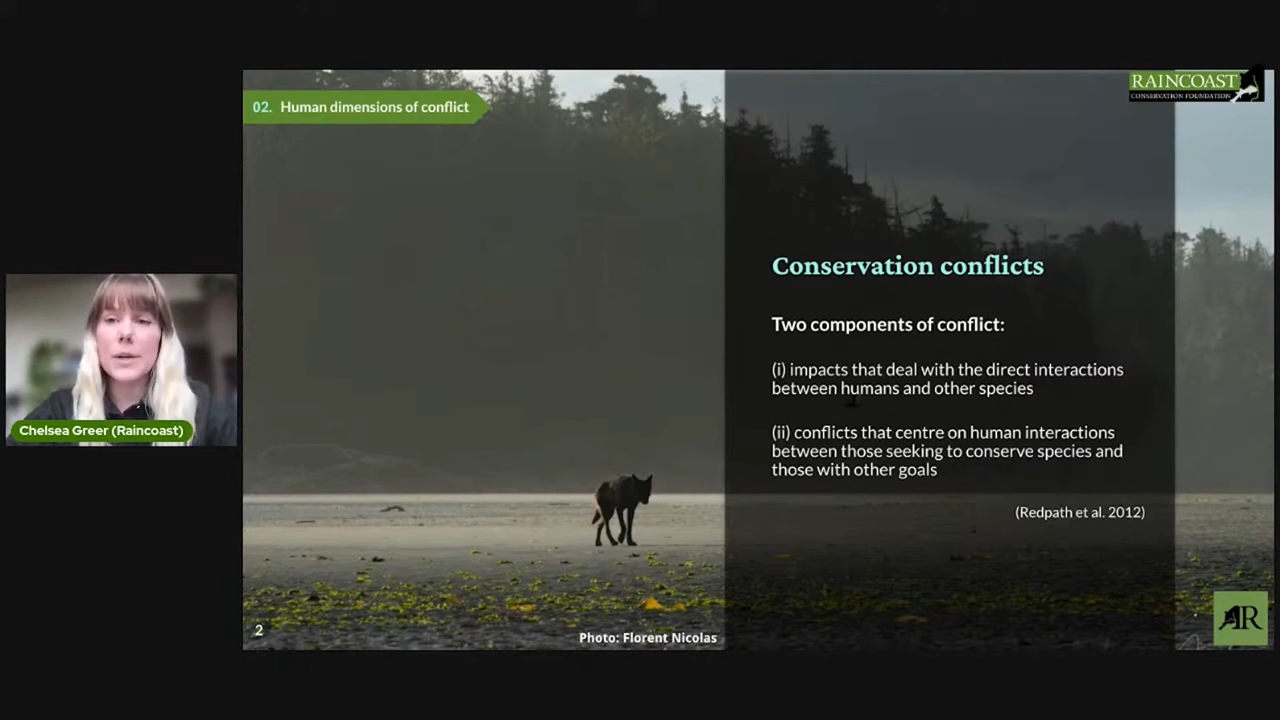 RAINCOAST
CONSERVATION FOUNDATION
02. Human dimensions of conflict
Conservation conflicts
Two components of conflict:
(i) impacts that deal with the direct interactions
between humans and other species
(ii) conflicts that centre on human interactions
between those seeking to conserve species and
those with other goals
(Redpath et al. 2012)
Chelsea Greer (Raincoast)
2
Photo: Florent Nicolas
R